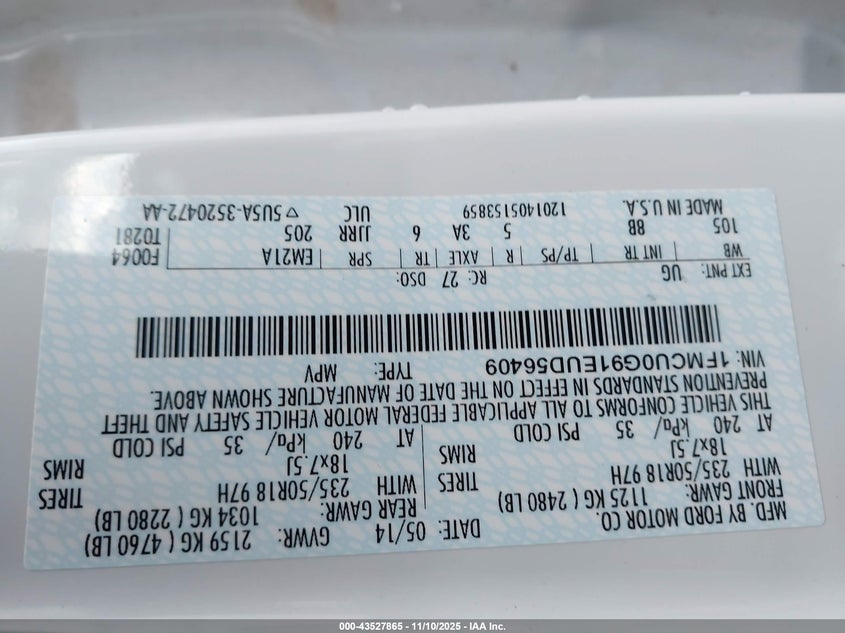 MFD. BY FORD MOTOR CO.
DATE: 05/14 GVWR: 2159 KG ( 4760 LB)
FRONT GAWR: 1125 KG ( 2480 LB) REAR GAWR: 1034 KG ( 2280 LB)
WITH 235/50R18 97H TIRES WITH 235/50R18 97H TIRES
18x7.5J RIMS 18x7.5J RIMS
AT 240 kPa/ 35 PSI COLD AT 240 kPa/ 35 PSI COLD
THIS VEHICLE CONFORMS TO ALL APPLICABLE FEDERAL MOTOR VEHICLE SAFETY AND THEFT
PREVENTION STANDARDS IN EFFECT ON THE DATE OF MANUFACTURE SHOWN ABOVE.
VIN: 1FMCU0G91EUD56409 TYPE: MPV
EXT PNT: UG RC: 27 DSO:
WB INT TR TP/PS R AXLE TR SPR EM21A F0064
105 8B 5 3A 6 JJRR 205 T0281
MADE IN U.S.A. 120140515385​9 ULC ▽ 5U5A-3520472-AA
000-43527865 - 11/10/2025 - IAA Inc.